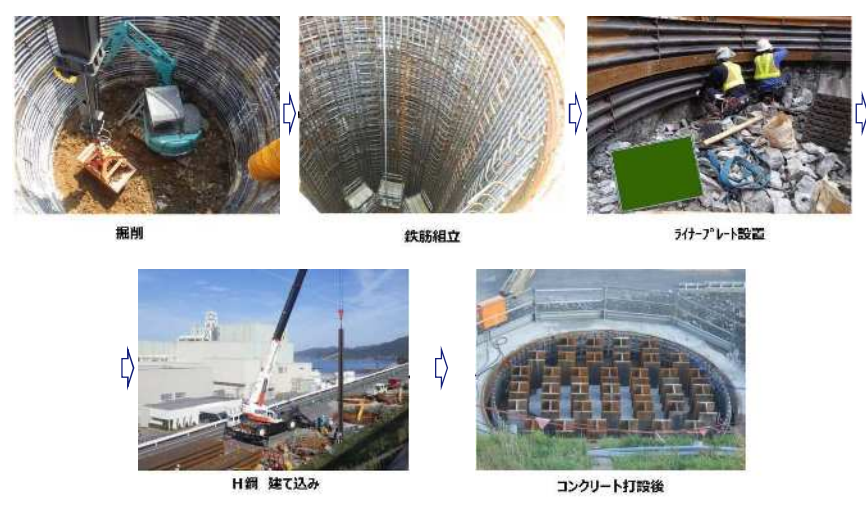 掘削
鉄筋組立
ﾗｲﾅｰﾌﾟﾚｰﾄ設置
H鋼 建て込み
コンクリート打設後